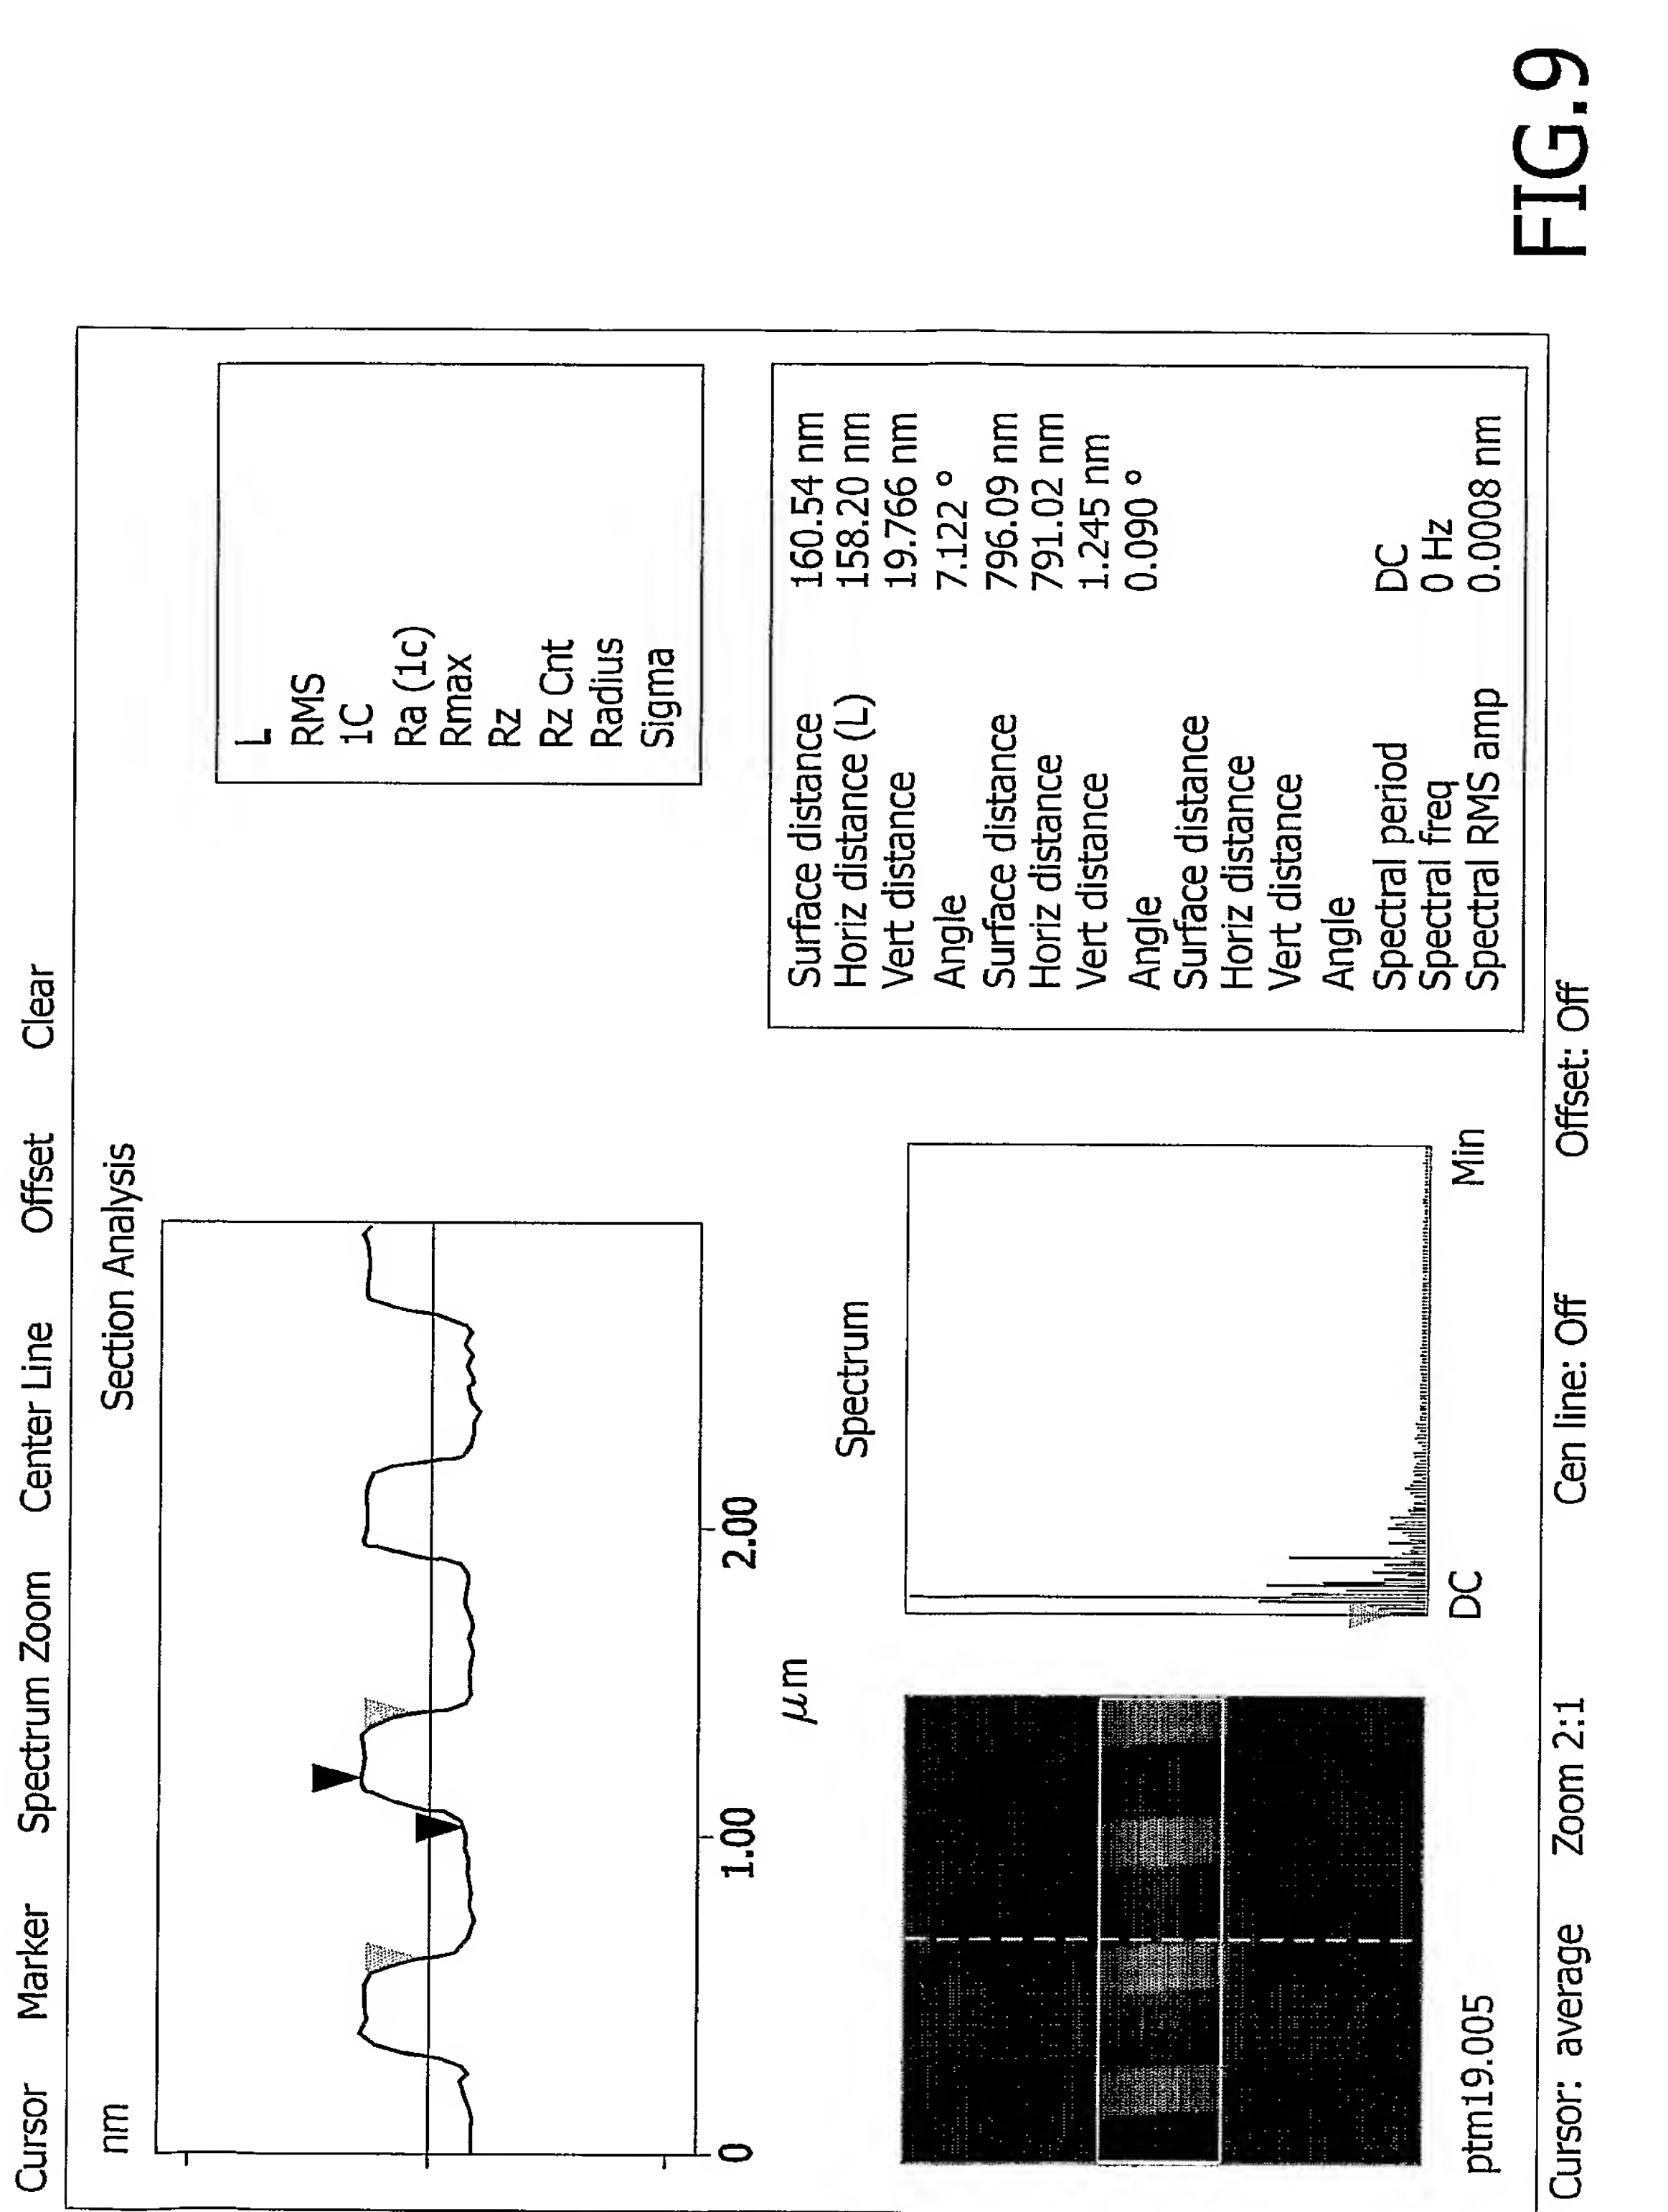 Cursor Marker Spectrum Zoom Center Line Offset Clear
Section Analysis
nm
0 1.00 2.00
μm
L
RMS
1C
Ra (1c)
Rmax
Rz
Rz Cnt
Radius
Sigma
Spectrum
DC Min
Surface distance 160.54 nm
Horiz distance (L) 158.20 nm
Vert distance 19.766 nm
Angle 7.122 °
Surface distance 796.09 nm
Horiz distance 791.02 nm
Vert distance 1.245 nm
Angle 0.090 °
Surface distance
Horiz distance
Vert distance
Angle
Spectral period DC
Spectral freq 0 Hz
Spectral RMS amp 0.0008 nm
ptm19.005
Cursor: average Zoom 2:1 Cen line: Off Offset: Off
FIG.9